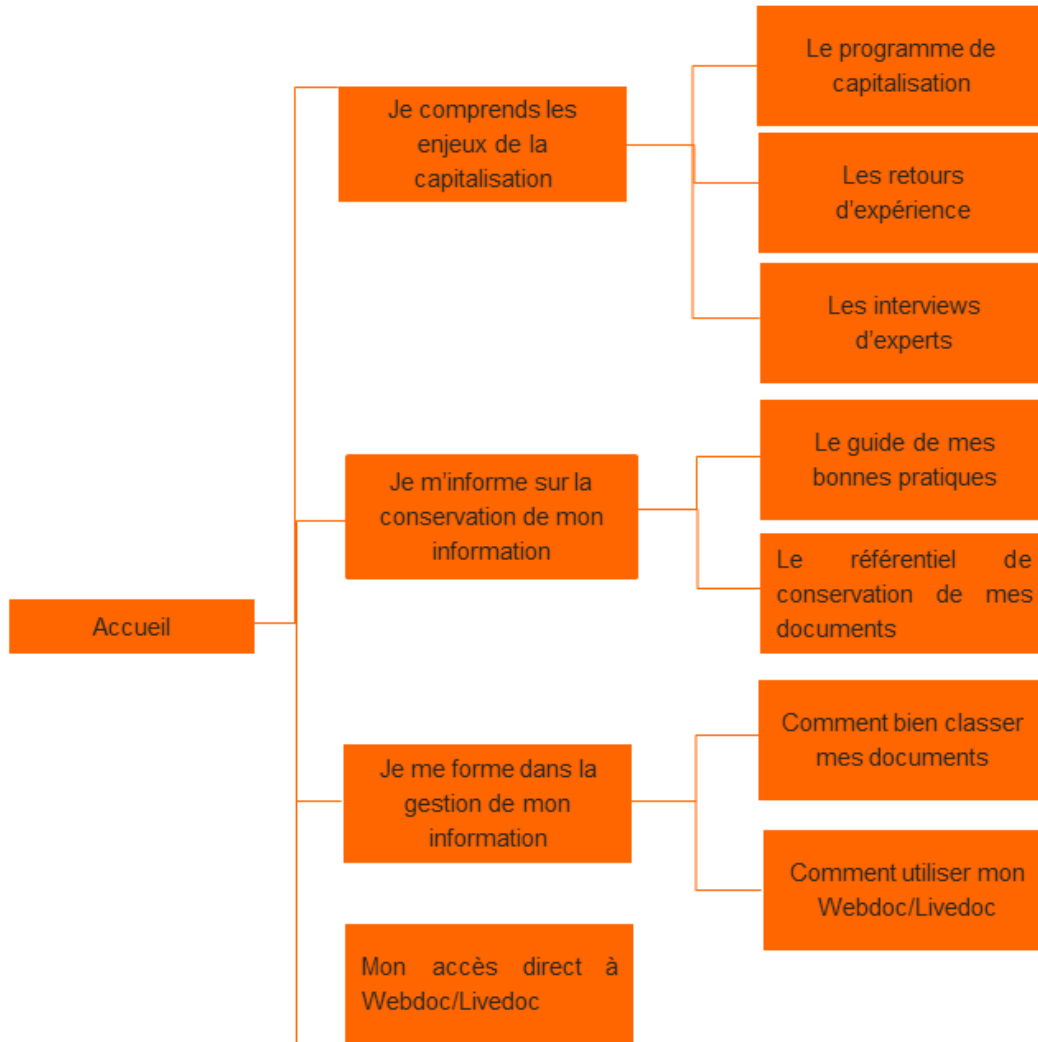 Le programme de
capitalisation
Je comprends les
enjeux de la
capitalisation
Les retours
d'expérience
Les interviews
d'experts
Le guide de mes
bonnes pratiques
Je m'informe sur la
conservation de mon
information
Le référentiel de
conservation de mes
documents
Accueil
Comment bien classer
mes documents
Je me forme dans la
gestion de mon
information
Comment utiliser mon
Webdoc/Livedoc
Mon accès direct à
Webdoc/Livedoc